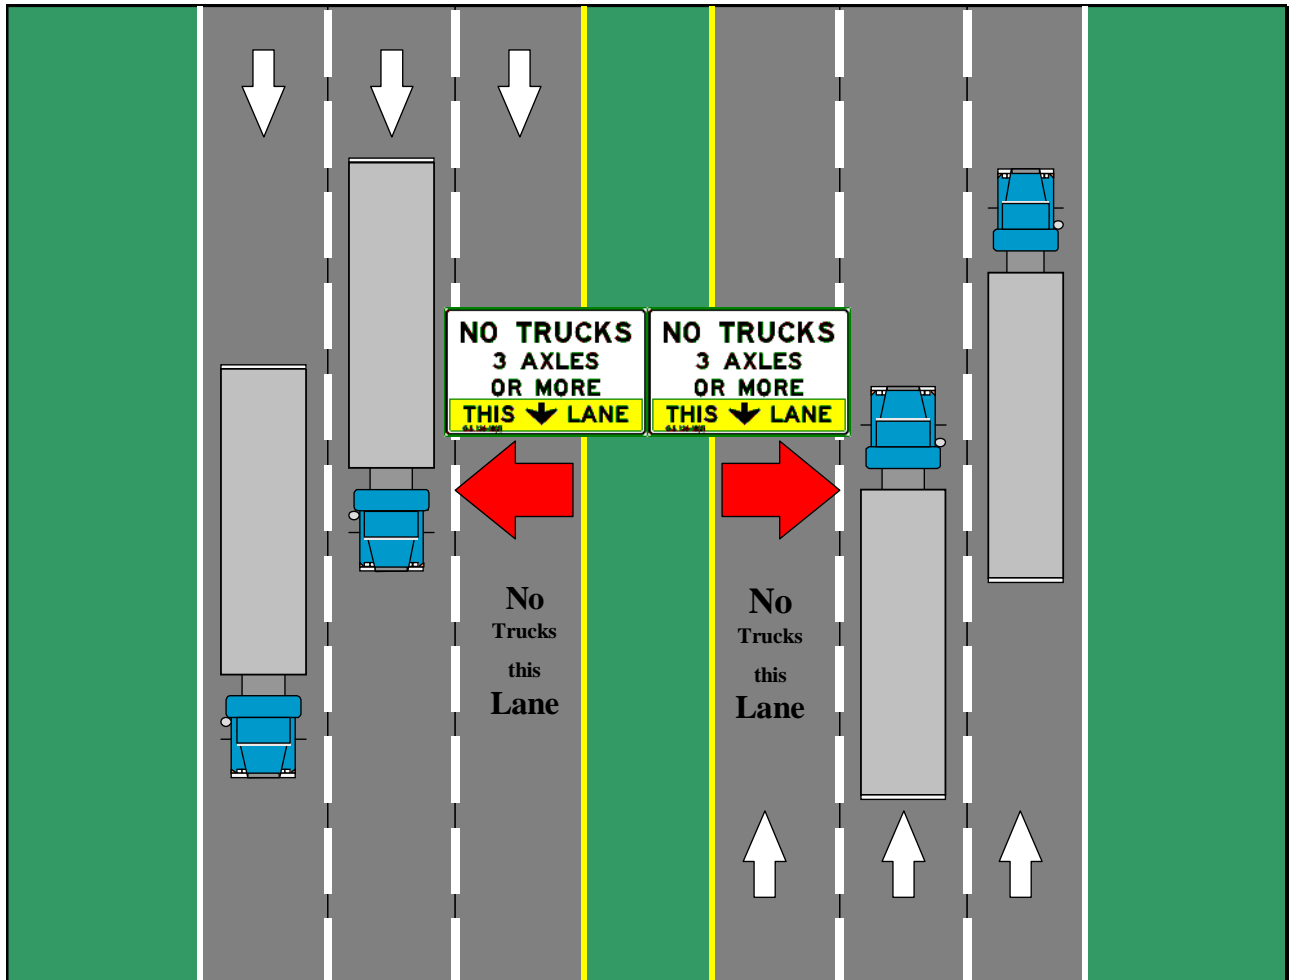 NO TRUCKS
3 AXLES
OR MORE
THIS LANE
NO TRUCKS
3 AXLES
OR MORE
THIS LANE
No
Trucks
this
Lane
No
Trucks
this
Lane